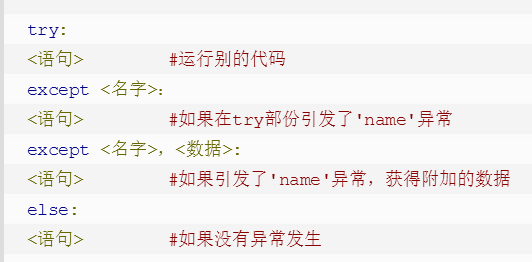 try:
<语句>        #运行别的代码
except <名字>:
<语句>        #如果在try部份引发了'name'异常
except <名字>，<数据>:
<语句>        #如果引发了'name'异常，获得附加的数据
else:
<语句>        #如果没有异常发生